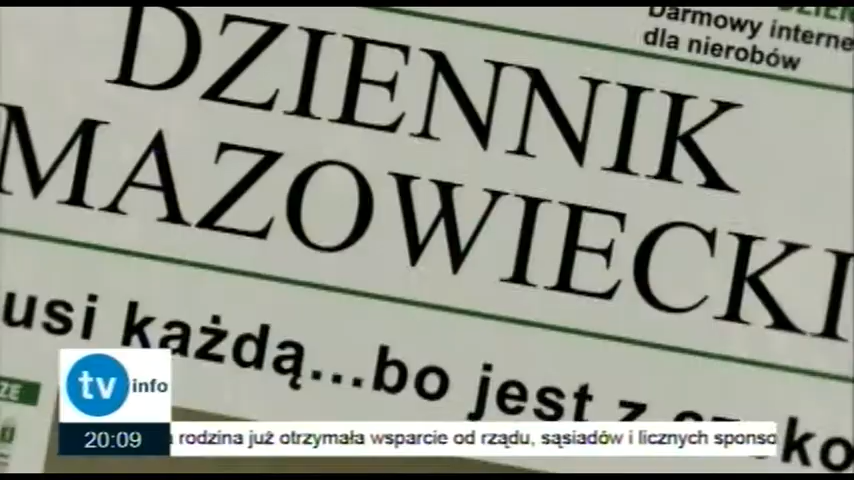 Darmowy interne
dla nierobów
DZIENNIK
MAZOWIECKI
usi każdą...bo jest z
ZE
tv info
20:09
rodzina już otrzymała wsparcie od rządu, sąsiadów i licznych sponso